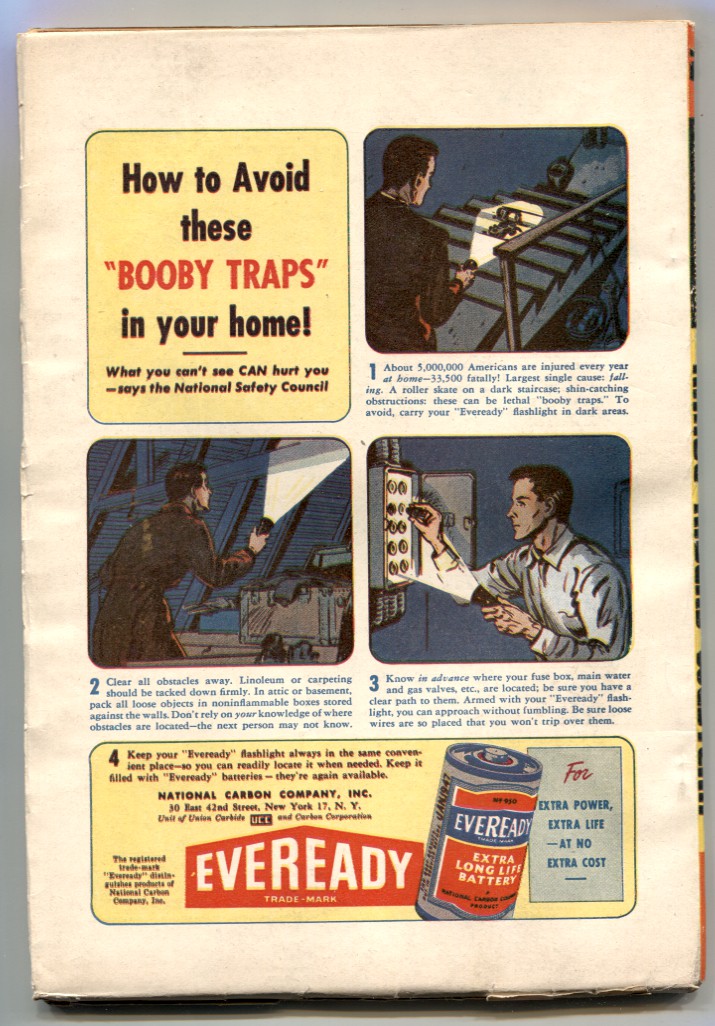 How to Avoid
these
"BOOBY TRAPS"
in your home!
What you can't see CAN hurt you
—says the National Safety Council
1 About 5,000,000 Americans are injured every year
at home—33,500 fatally! Largest single cause: fall-
ing. A roller skate on a dark staircase; shin-catching
obstructions: these can be lethal "booby traps." To
avoid, carry your "Eveready" flashlight in dark areas.
2 Clear all obstacles away. Linoleum or carpeting
should be tacked down firmly. In attic or basement,
pack all loose objects in noninflammable boxes stored
against the walls. Don't rely on your knowledge of where
obstacles are located—the next person may not know.
3 Know in advance where your fuse box, main water
and gas valves, etc., are located; be sure you have a
clear path to them. Armed with your "Eveready" flash-
light, you can approach without fumbling. Be sure loose
wires are so placed that you won't trip over them.
4 Keep your "Eveready" flashlight always in the same conven-
ient place—so you can readily locate it when needed. Keep it
filled with "Eveready" batteries—they're again available.
NATIONAL CARBON COMPANY, INC.
30 East 42nd Street, New York 17, N. Y.
Unit of Union Carbide UCC and Carbon Corporation
The registered
trade-mark
"Eveready" distin-
guishes products of
National Carbon
Company, Inc.
EVEREADY
TRADE-MARK
No 950
EVEREADY
TRADE-MARK
EXTRA
LONG LIFE
BATTERY
NATIONAL CARBON COMPANY
PRODUCT
For
EXTRA POWER,
EXTRA LIFE
—AT NO
EXTRA COST